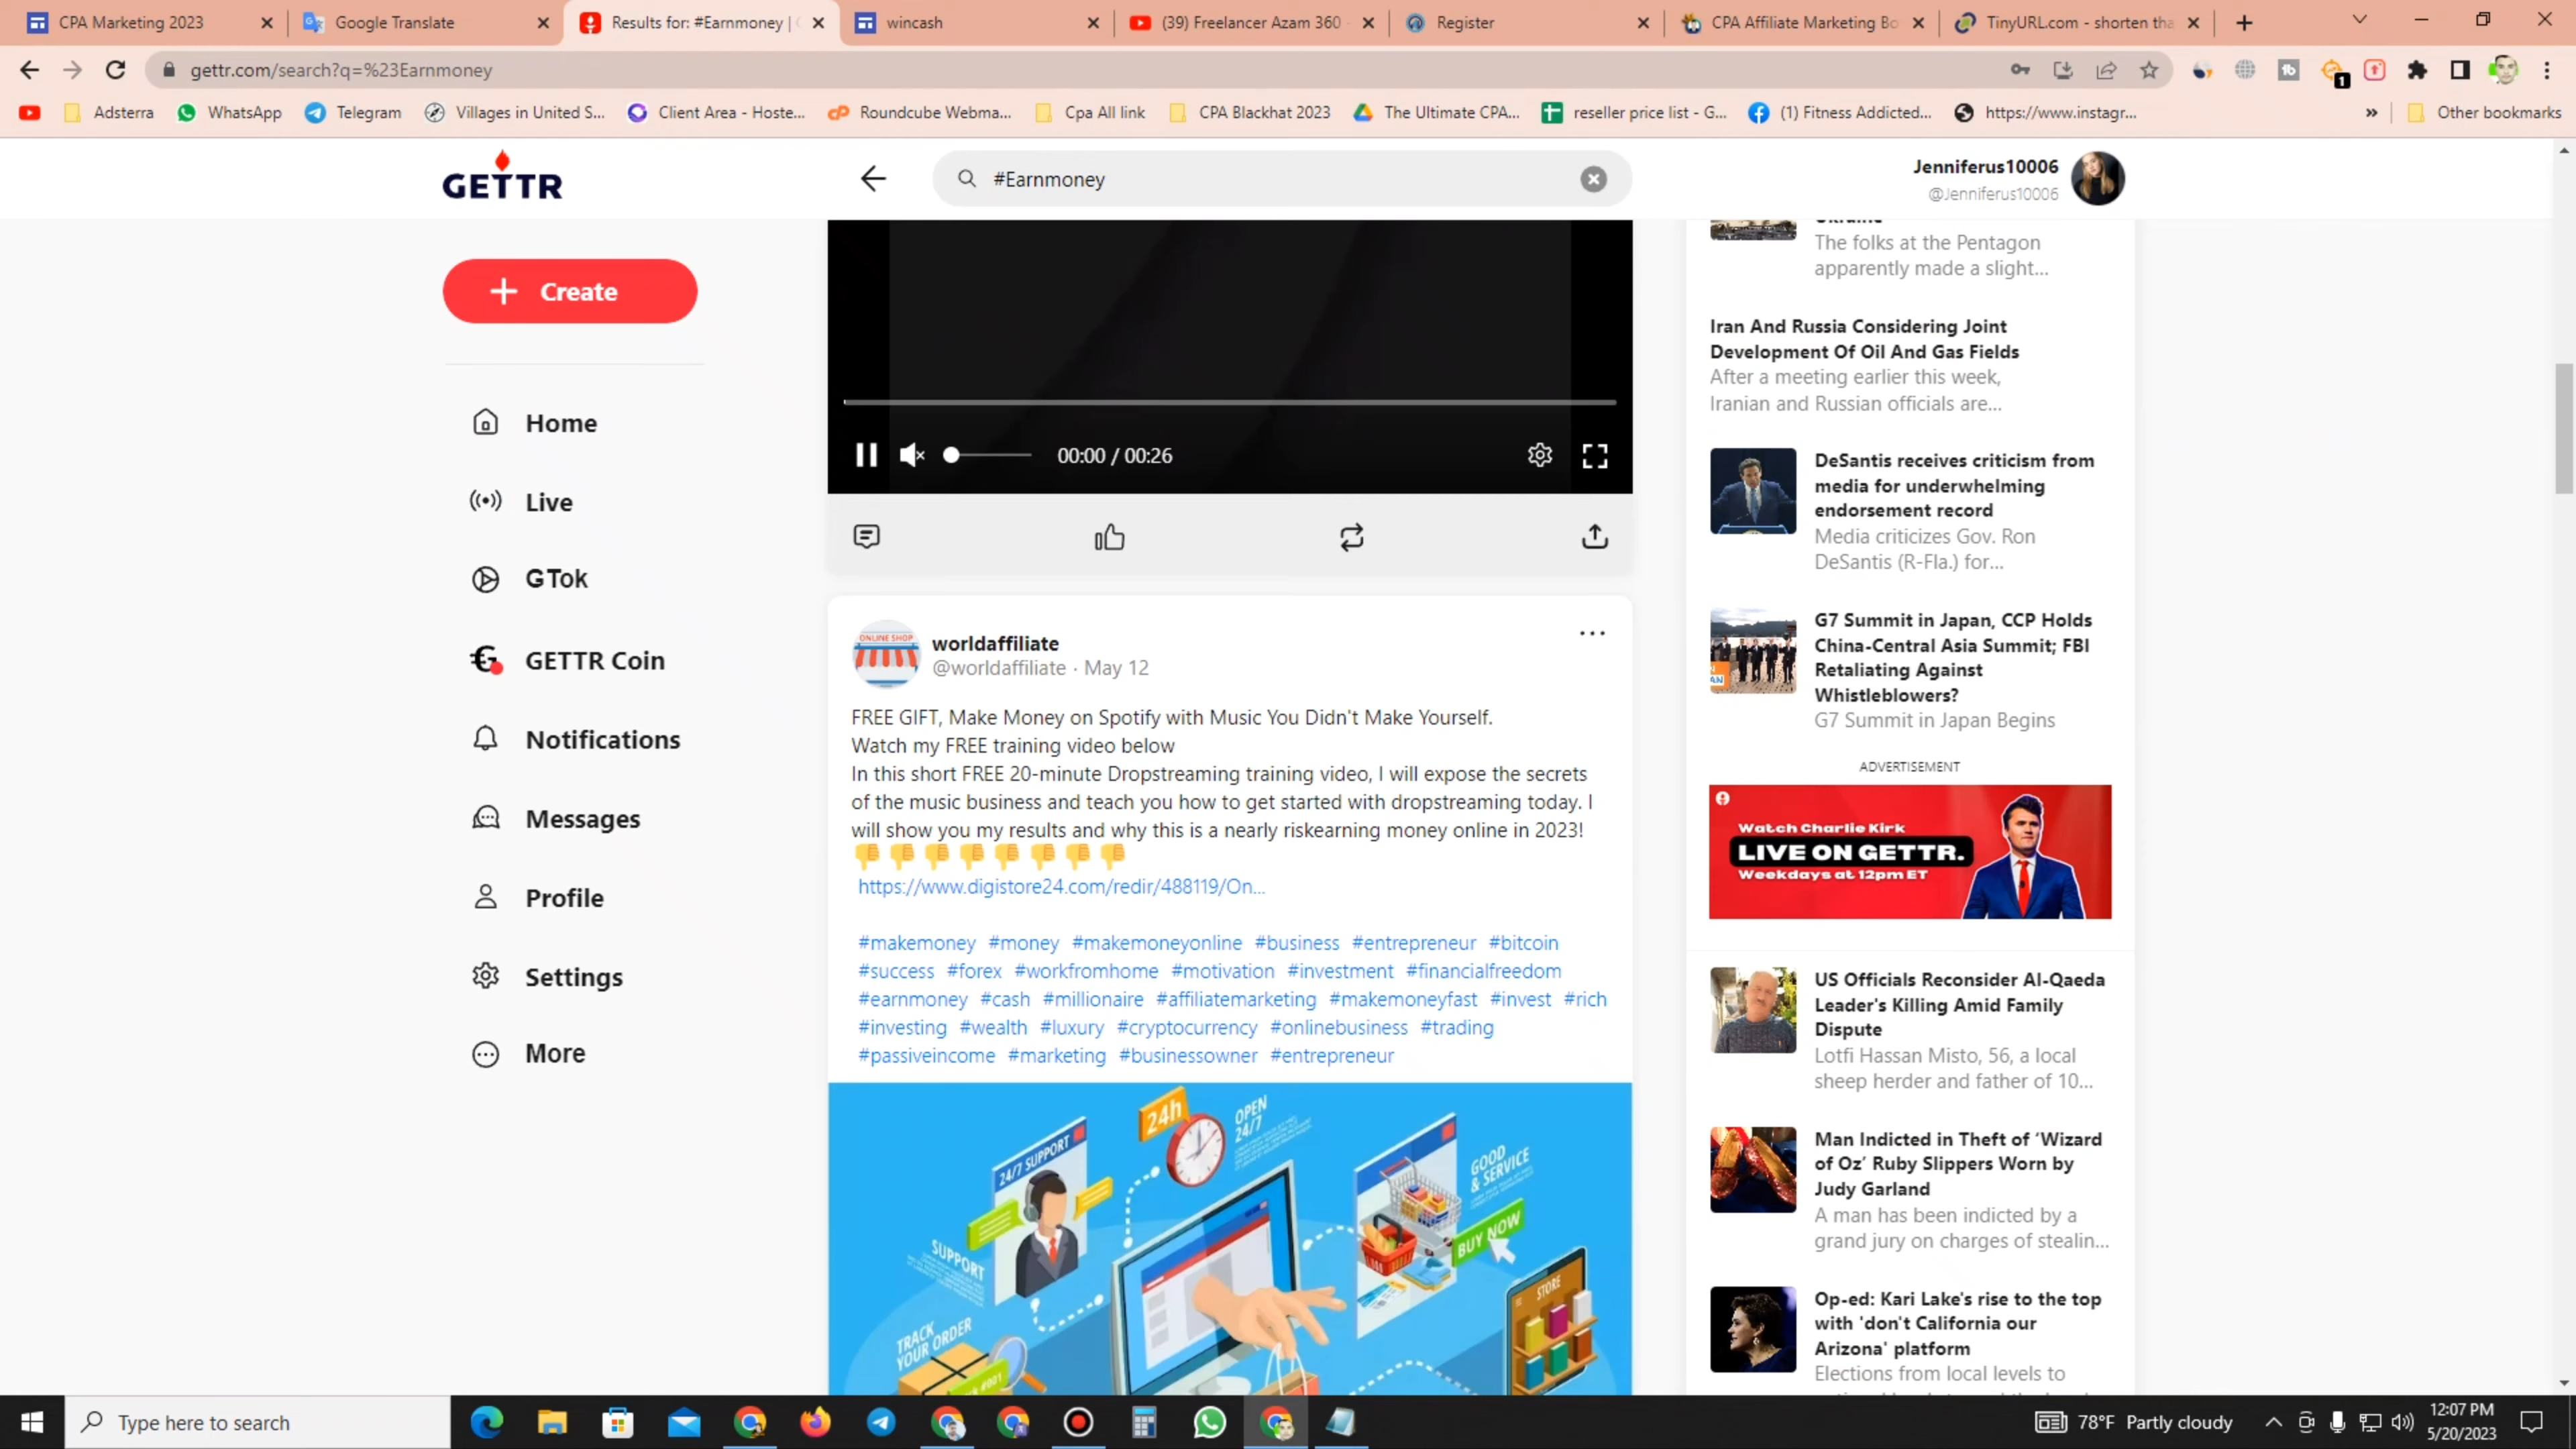 CPA Marketing 2023
Google Translate
Results for: #Earnmoney |
wincash
(39) Freelancer Azam 360
Register
CPA Affiliate Marketing Bo
TinyURL.com - shorten tha
gettr.com/search?q=%23Earnmoney
Adsterra
WhatsApp
Telegram
Villages in United S...
Client Area - Hoste...
Roundcube Webma...
Cpa All link
CPA Blackhat 2023
The Ultimate CPA...
reseller price list - G...
(1) Fitness Addicted...
https://www.instagr...
Other bookmarks
GETTR
#Earnmoney
Jenniferus10006
@Jenniferus10006
Create
Home
Live
GTok
GETTR Coin
Notifications
Messages
Profile
Settings
More
00:00 / 00:26
ONLINE SHOP
worldaffiliate
@worldaffiliate · May 12
FREE GIFT, Make Money on Spotify with Music You Didn't Make Yourself.
Watch my FREE training video below
In this short FREE 20-minute Dropstreaming training video, I will expose the secrets
of the music business and teach you how to get started with dropstreaming today. I
will show you my results and why this is a nearly riskearning money online in 2023!
👎👎👎👎👎👎👎👎
https://www.digistore24.com/redir/488119/On...
#makemoney #money #makemoneyonline #business #entrepreneur #bitcoin
#success #forex #workfromhome #motivation #investment #financialfreedom
#earnmoney #cash #millionaire #affiliatemarketing #makemoneyfast #invest #rich
#investing #wealth #luxury #cryptocurrency #onlinebusiness #trading
#passiveincome #marketing #businessowner #entrepreneur
24h
OPEN
24/7
24/7 SUPPORT
GOOD
& SERVICE
BUY NOW
SUPPORT
STORE
TRACK
YOUR ORDER
The folks at the Pentagon
apparently made a slight...
Iran And Russia Considering Joint
Development Of Oil And Gas Fields
After a meeting earlier this week,
Iranian and Russian officials are...
DeSantis receives criticism from
media for underwhelming
endorsement record
Media criticizes Gov. Ron
DeSantis (R-Fla.) for...
G7 Summit in Japan, CCP Holds
China-Central Asia Summit; FBI
Retaliating Against
Whistleblowers?
G7 Summit in Japan Begins
ADVERTISEMENT
Watch Charlie Kirk
LIVE ON GETTR.
Weekdays at 12pm ET
US Officials Reconsider Al-Qaeda
Leader's Killing Amid Family
Dispute
Lotfi Hassan Misto, 56, a local
sheep herder and father of 10...
Man Indicted in Theft of ‘Wizard
of Oz’ Ruby Slippers Worn by
Judy Garland
A man has been indicted by a
grand jury on charges of stealin...
Op-ed: Kari Lake's rise to the top
with 'don't California our
Arizona' platform
Elections from local levels to
Type here to search
78°F Partly cloudy
12:07 PM
5/20/2023